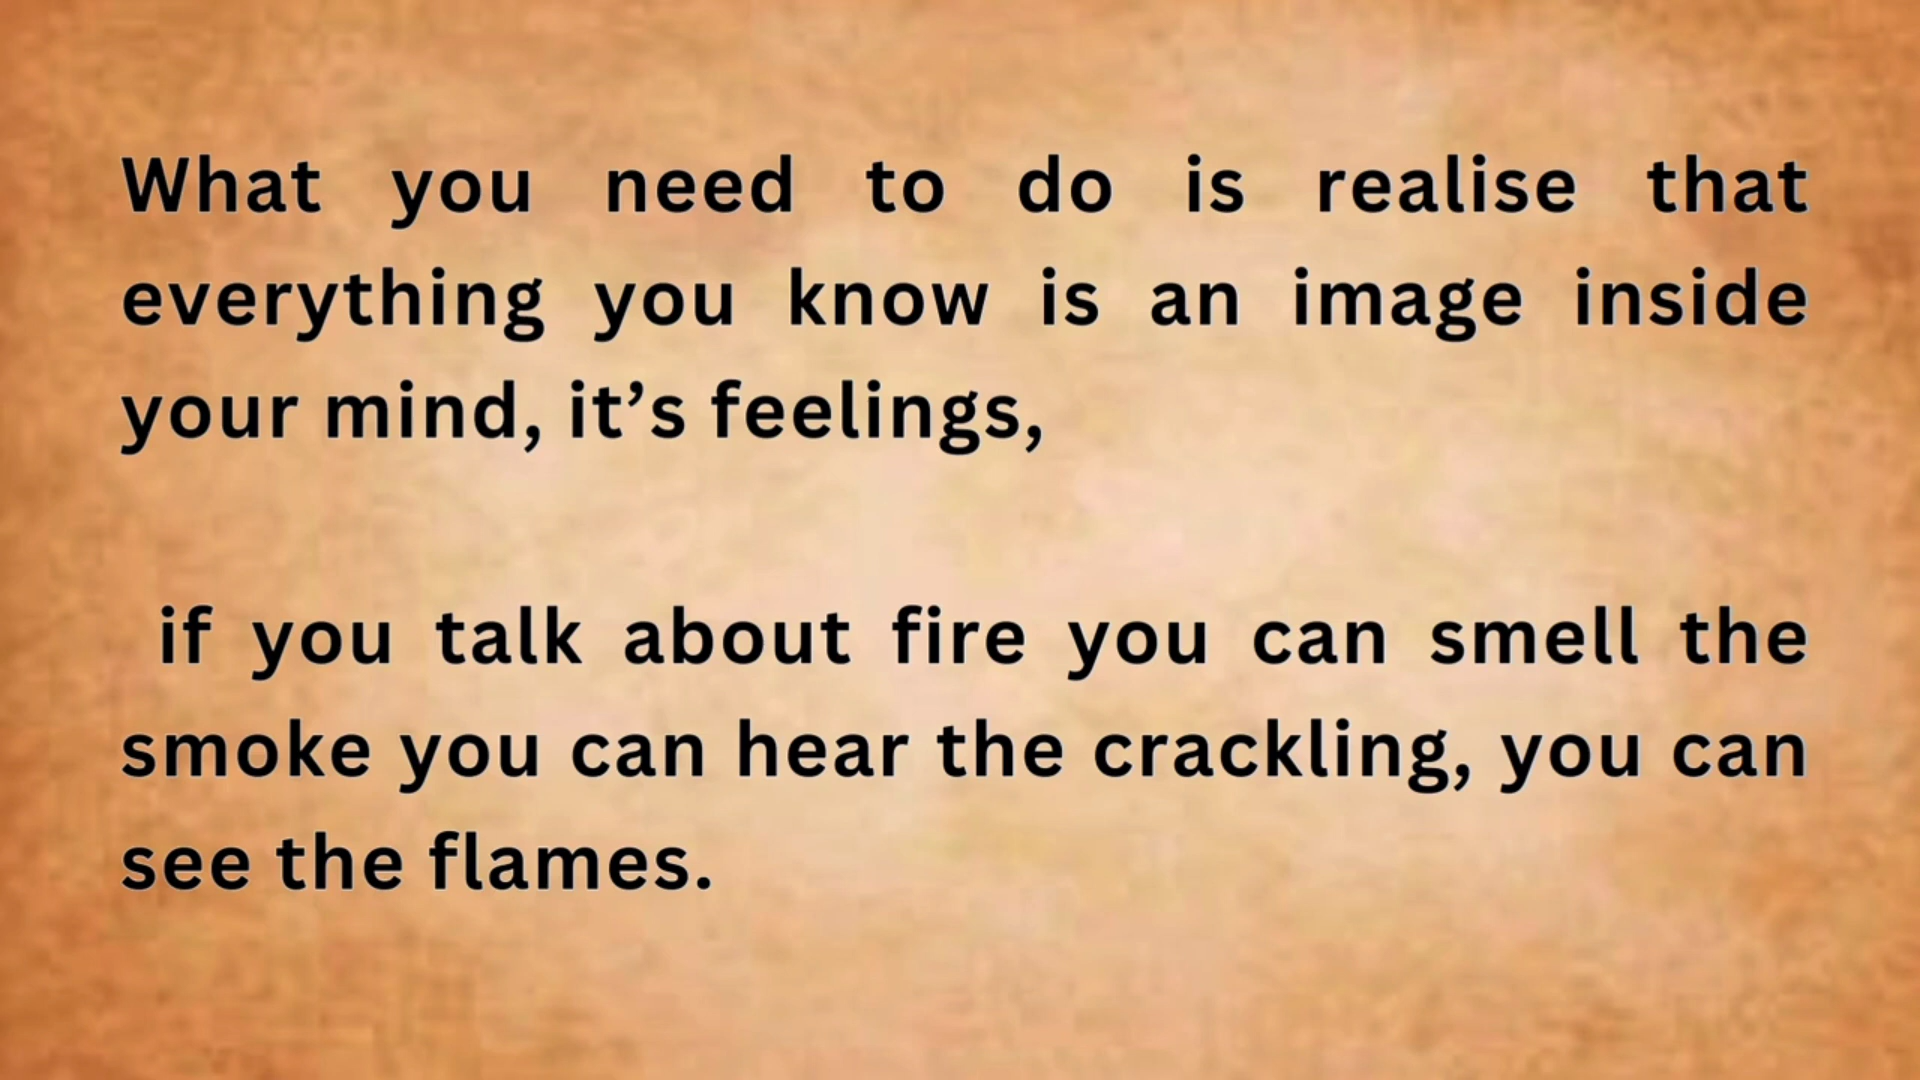 What you need to do is realise that
everything you know is an image inside
your mind, it’s feelings,
if you talk about fire you can smell the
smoke you can hear the crackling, you can
see the flames.